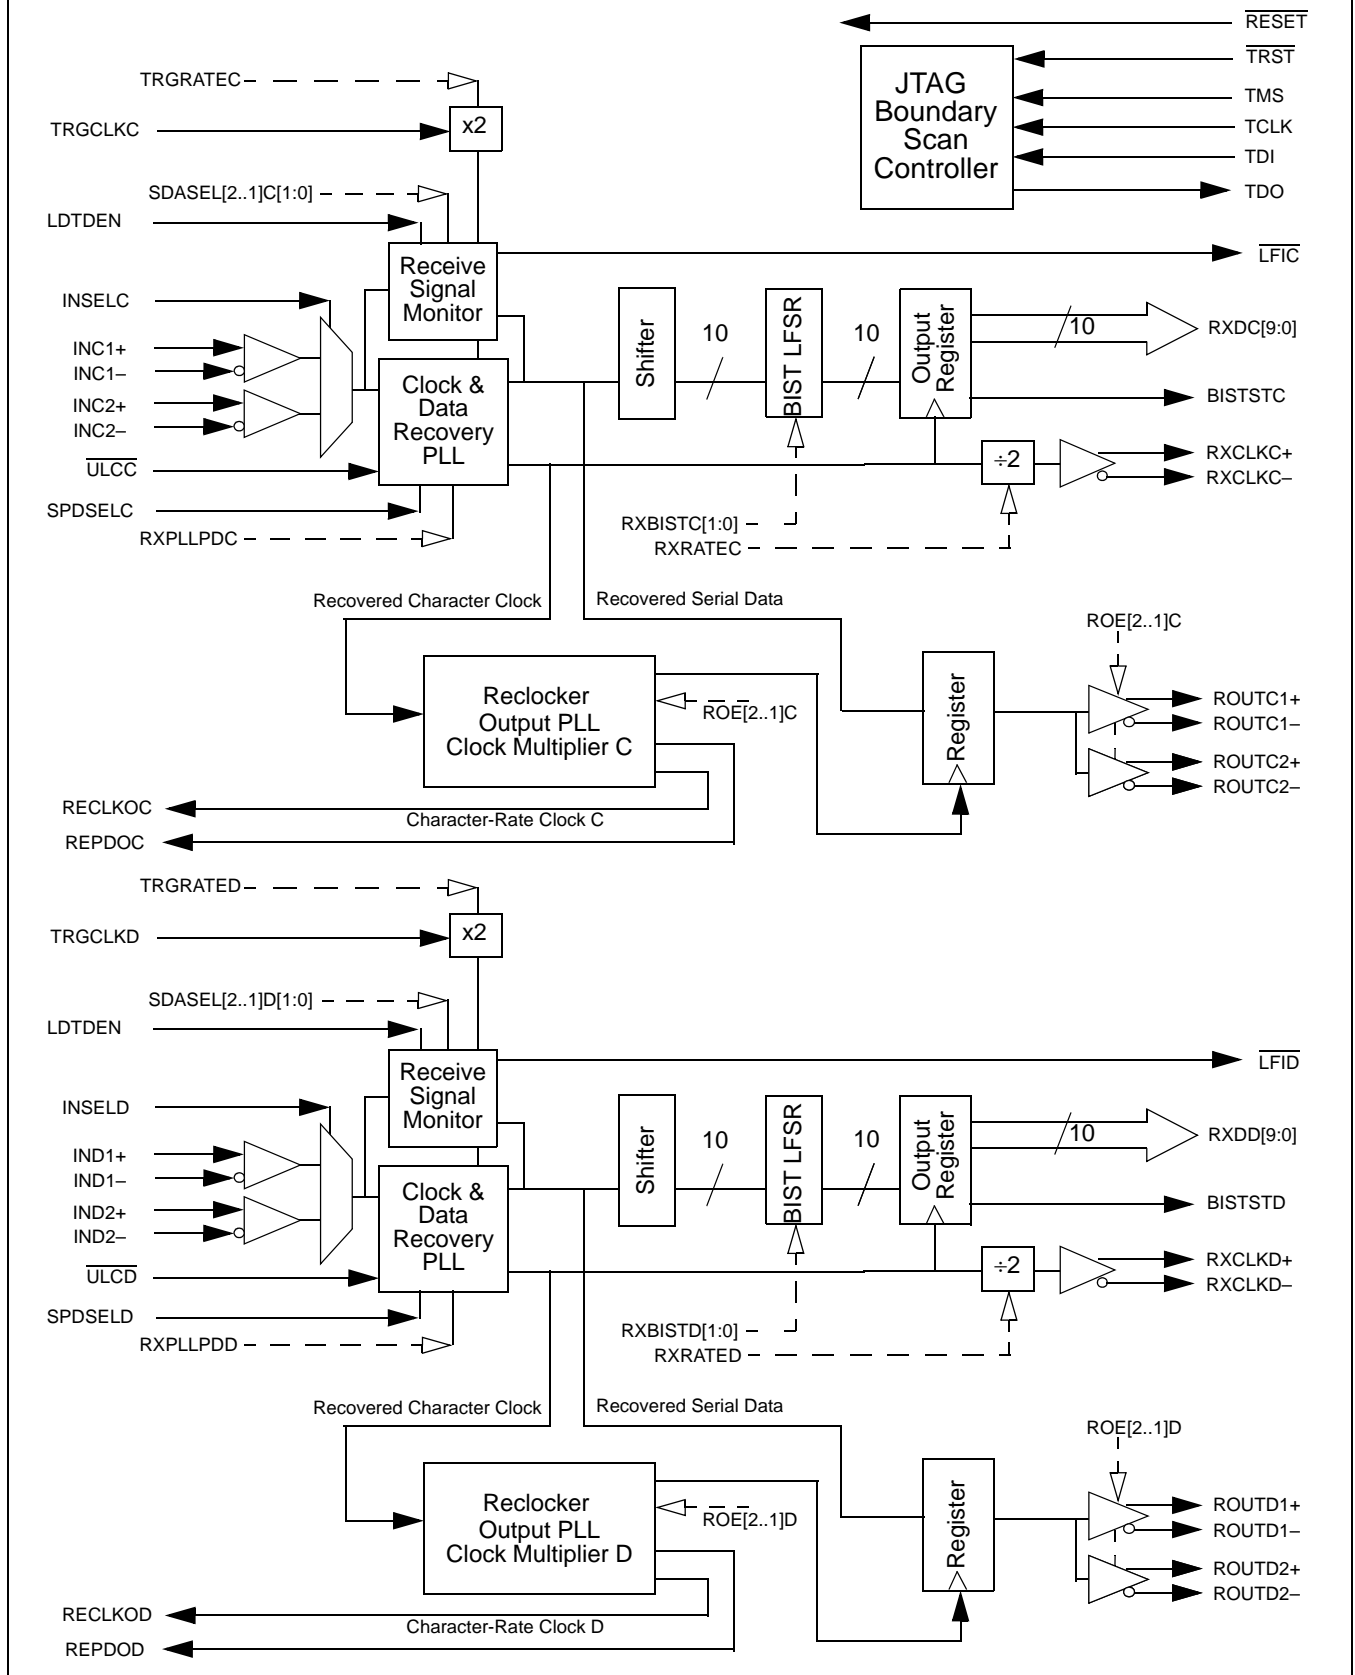 RESET
TRST
TRGRATEC
JTAG
Boundary
Scan
Controller
TMS
TRGCLKC
x2
TCLK
TDI
SDASEL[2..1]C[1:0]
TDO
LDTDEN
Receive
Signal
Monitor
LFIC
INSELC
INC1+
INC1–
INC2+
INC2–
Clock &
Data
Recovery
PLL
Shifter
10
BIST LFSR
10
Output
Register
10
RXDC[9:0]
BISTSTC
ULCC
÷2
RXCLKC+
RXCLKC–
SPDSELC
RXPLLPDC
RXBISTC[1:0]
RXRATEC
Recovered Character Clock
Recovered Serial Data
ROE[2..1]C
Reclocker
Output PLL
Clock Multiplier C
ROE[2..1]C
Register
ROUTC1+
ROUTC1–
ROUTC2+
ROUTC2–
RECLKOC
Character-Rate Clock C
REPDOC
TRGRATED
TRGCLKD
x2
SDASEL[2..1]D[1:0]
LDTDEN
Receive
Signal
Monitor
LFID
INSELD
IND1+
IND1–
IND2+
IND2–
Clock &
Data
Recovery
PLL
Shifter
10
BIST LFSR
10
Output
Register
10
RXDD[9:0]
BISTSTD
ULCD
÷2
RXCLKD+
RXCLKD–
SPDSELD
RXPLLPDD
RXBISTD[1:0]
RXRATED
Recovered Character Clock
Recovered Serial Data
ROE[2..1]D
Reclocker
Output PLL
Clock Multiplier D
ROE[2..1]D
Register
ROUTD1+
ROUTD1–
ROUTD2+
ROUTD2–
RECLKOD
Character-Rate Clock D
REPDOD